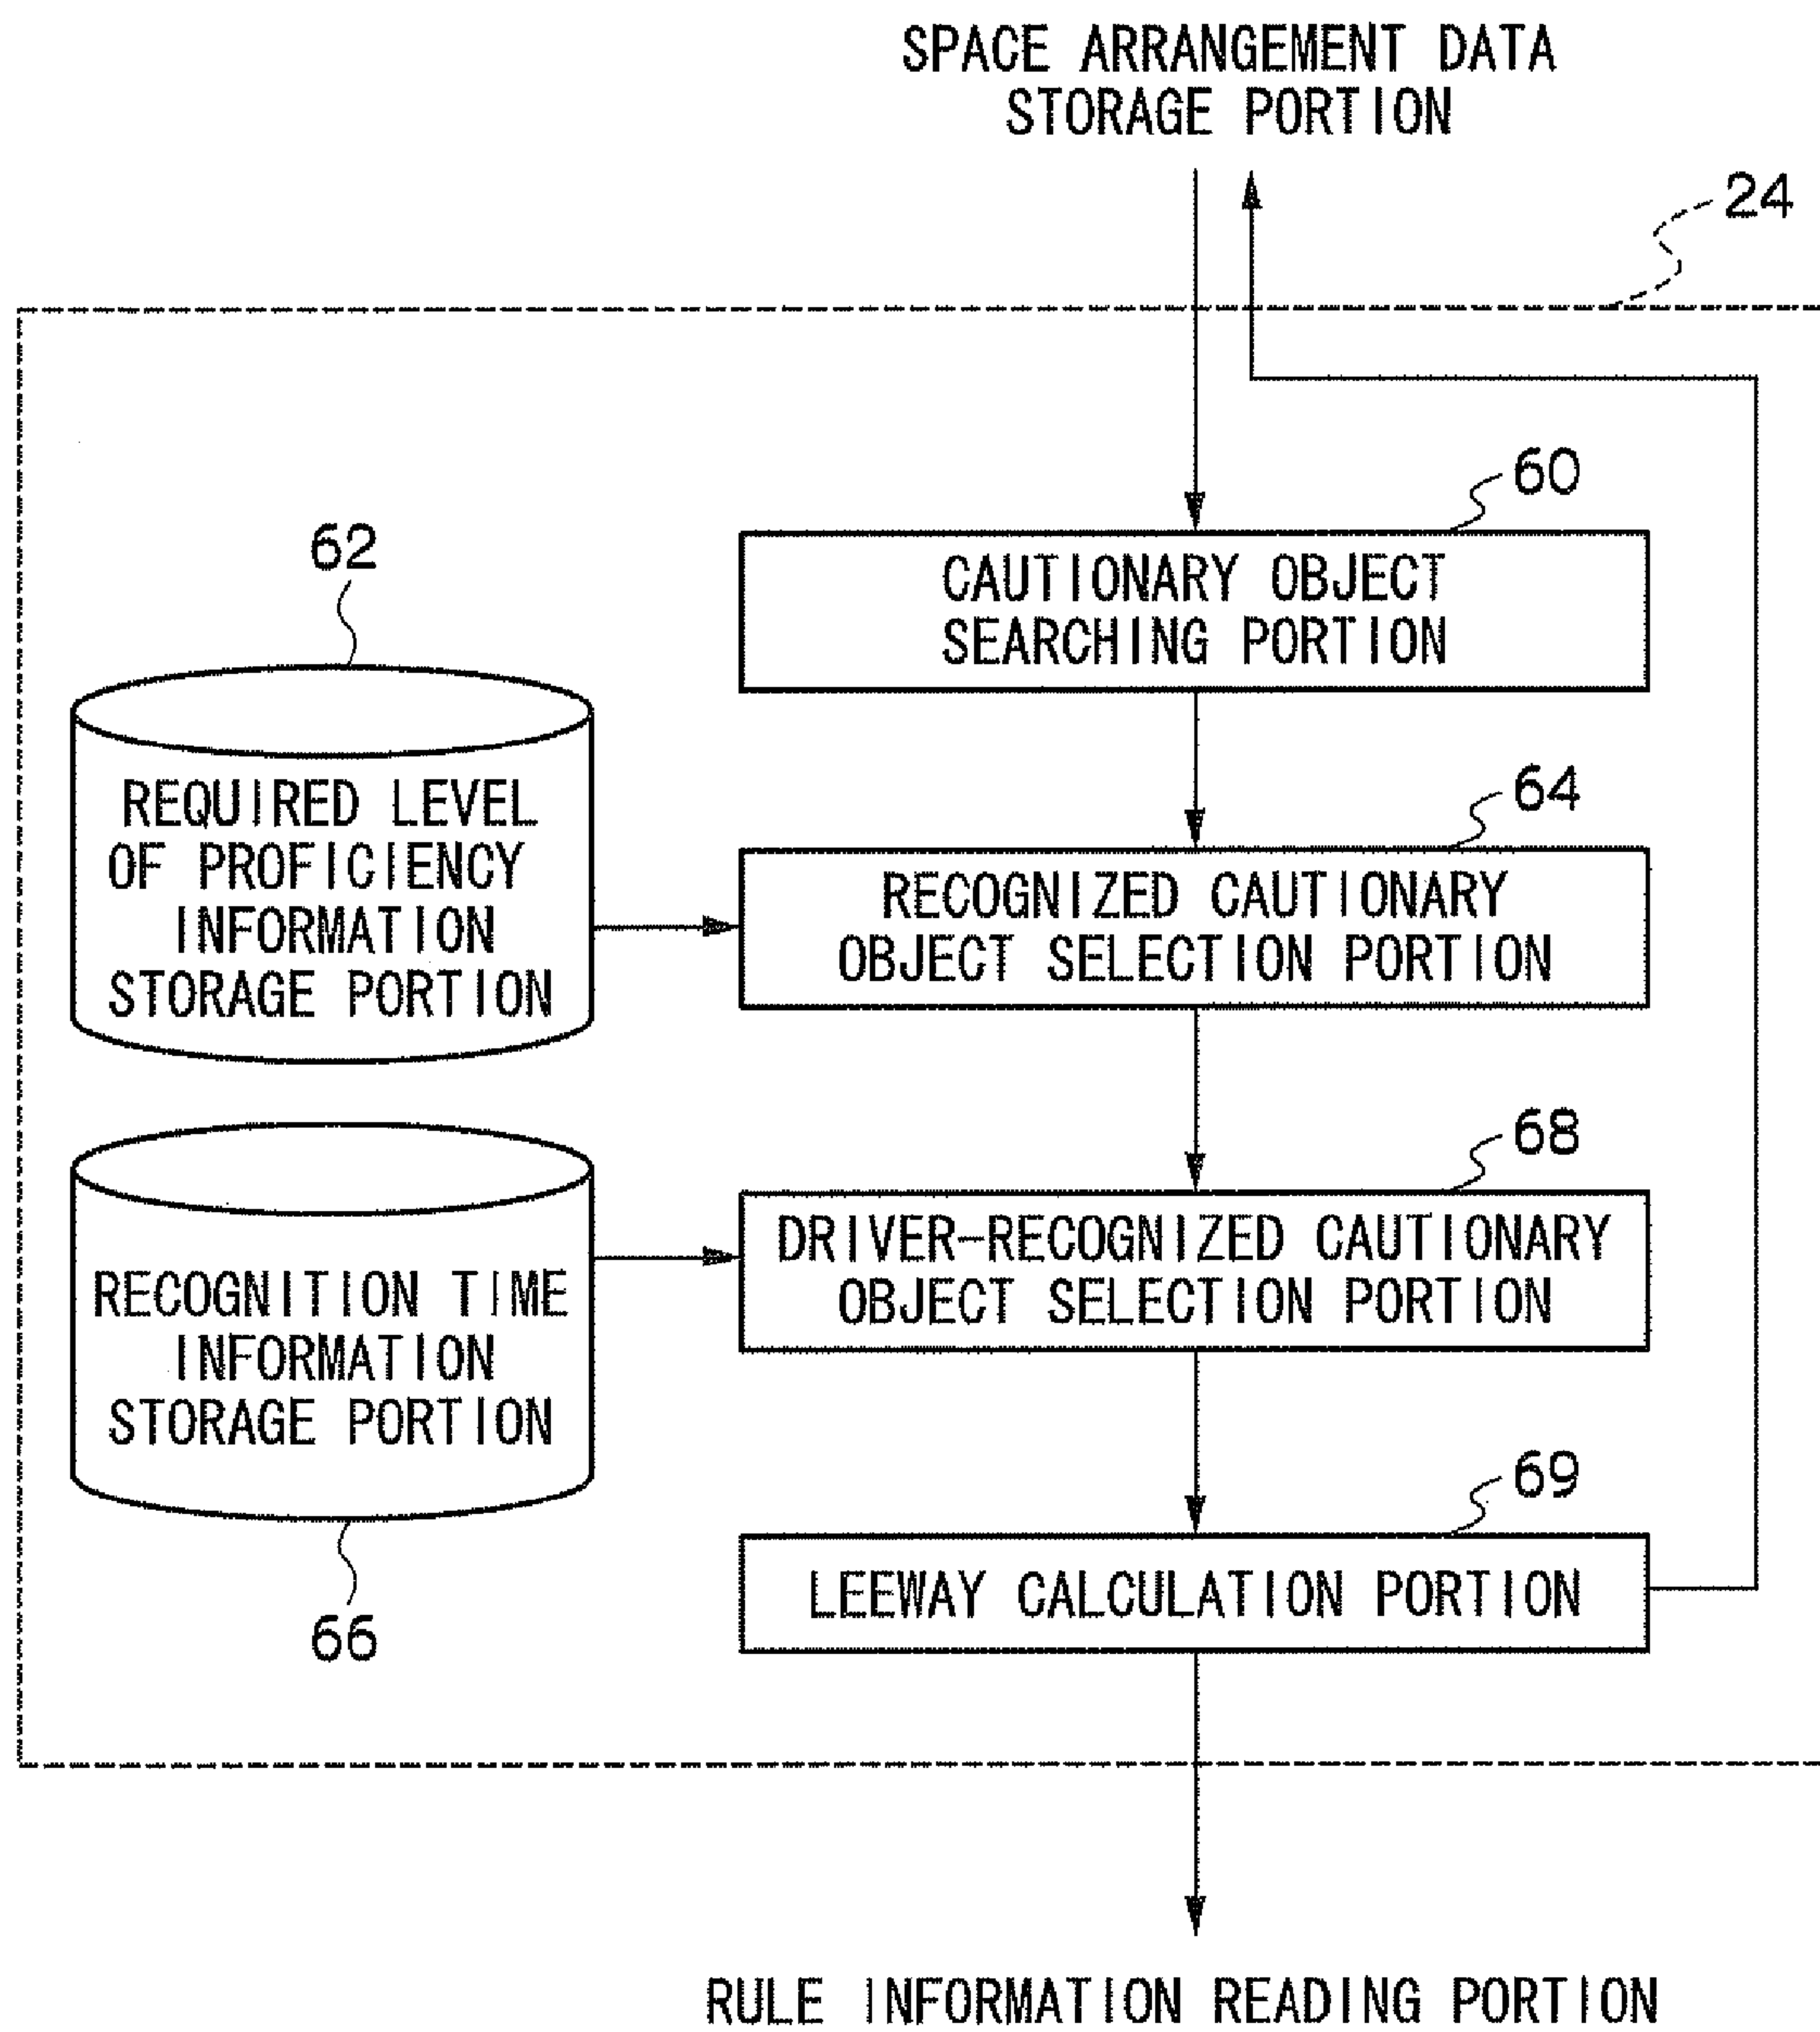 SPACE ARRANGEMENT DATA
STORAGE PORTION
24
60
CAUTIONARY OBJECT
SEARCHING PORTION
62
REQUIRED LEVEL
OF PROFICIENCY
INFORMATION
STORAGE PORTION
64
RECOGNIZED CAUTIONARY
OBJECT SELECTION PORTION
68
DRIVER-RECOGNIZED CAUTIONARY
OBJECT SELECTION PORTION
RECOGNITION TIME
INFORMATION
STORAGE PORTION
66
69
LEEWAY CALCULATION PORTION
RULE INFORMATION READING PORTION